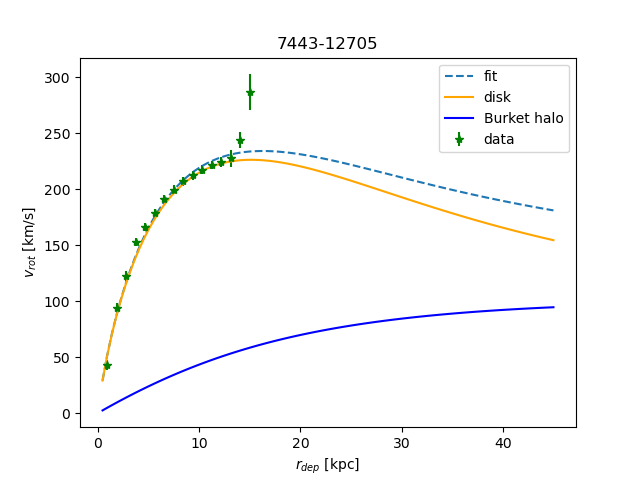 7443-12705
fit
disk
Burket halo
data
300
250
200
150
100
50
0
v_rot [km/s]
0 10 20 30 40
r_dep [kpc]